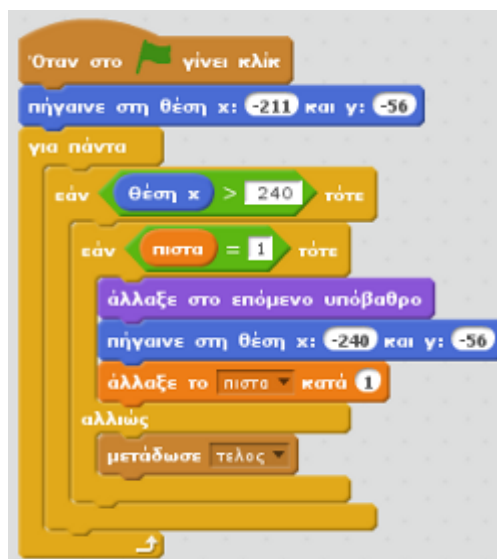 Όταν στο γίνει κλίκ
πήγαινε στη θέση x: -211 και y: -56
για πάντα
εάν θέση x > 240 τότε
εάν πιστα = 1 τότε
άλλαξε στο επόμενο υπόβαθρο
πήγαινε στη θέση x: -240 και y: -56
άλλαξε το πιστα κατά 1
αλλιώς
μετάδωσε τελος